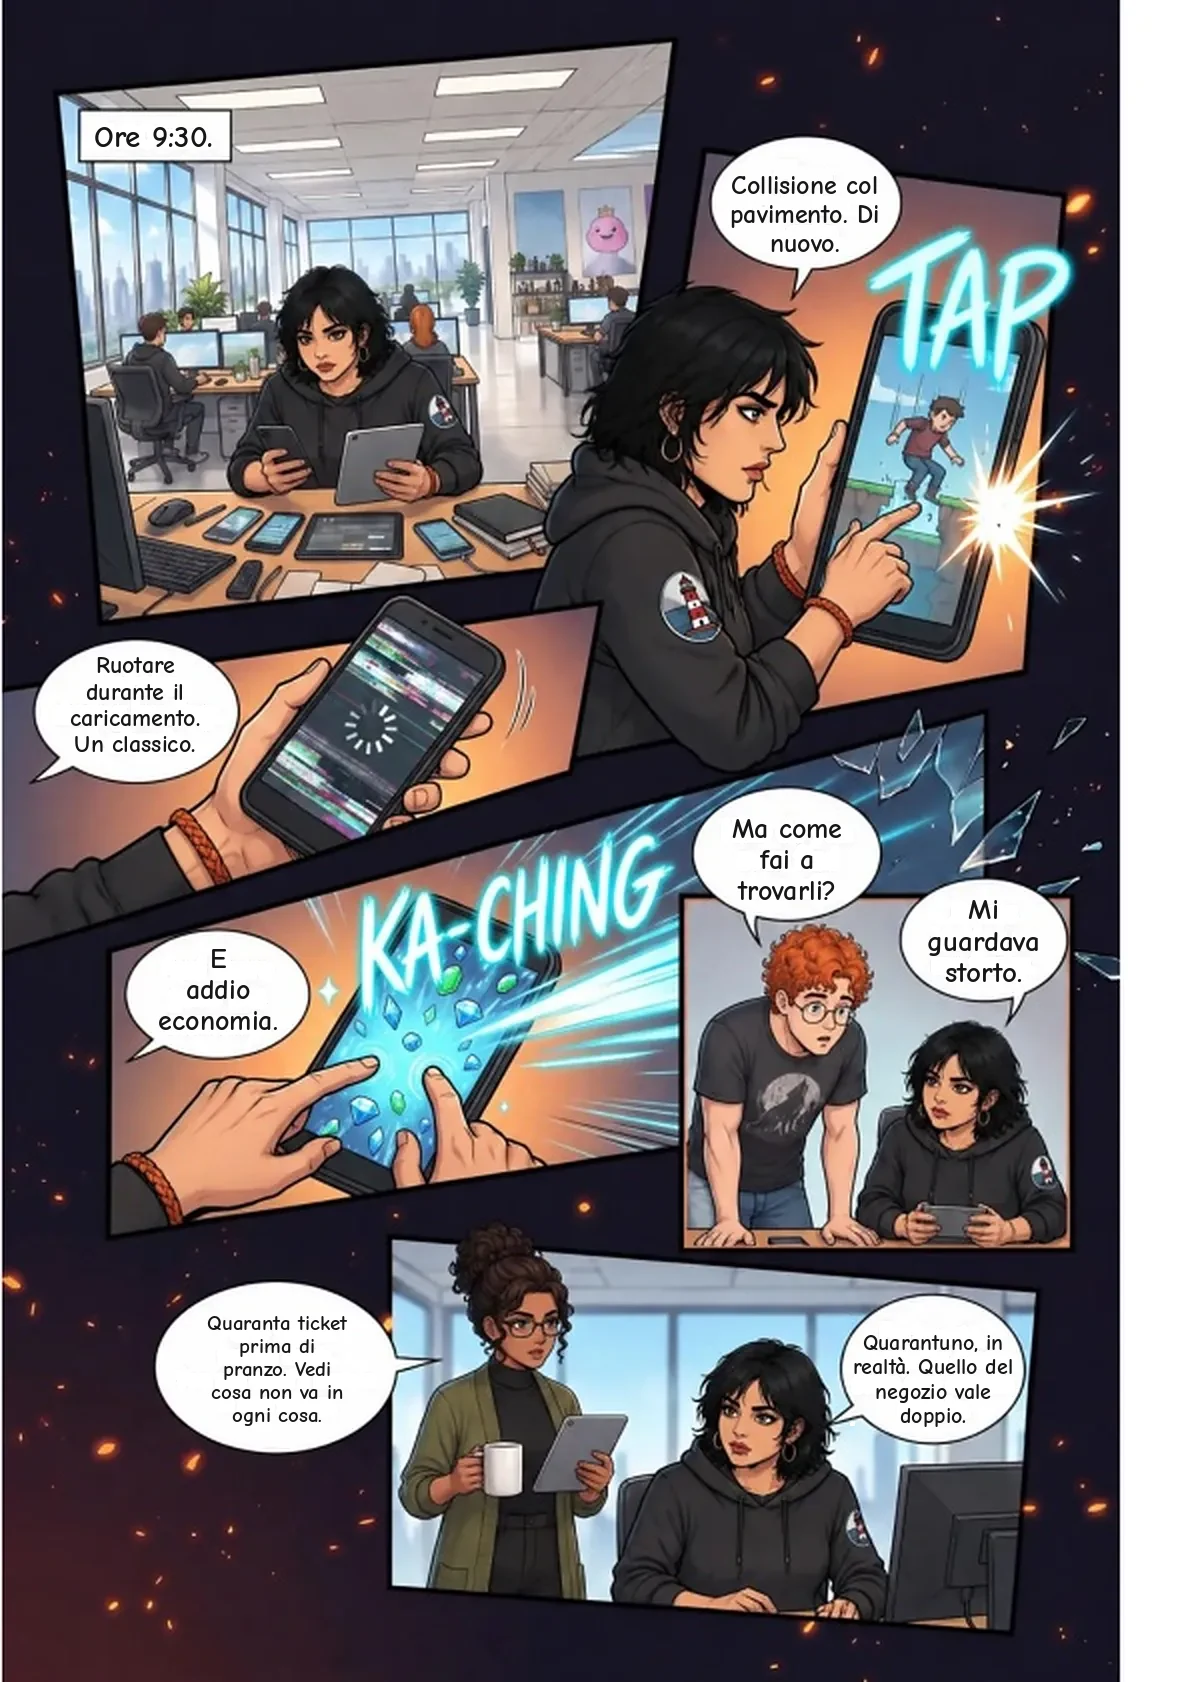 Ore 9:30.
Collisione col
pavimento. Di
nuovo.
TAP
Ruotare
durante il
caricamento.
Un classico.
E
addio
economia.
KA-CHING
Ma come
fai a
trovarli?
Mi
guardava
storto.
Quaranta ticket
prima di
pranzo. Vedi
cosa non va in
ogni cosa.
Quarantuno, in
realtà. Quello del
negozio vale
doppio.